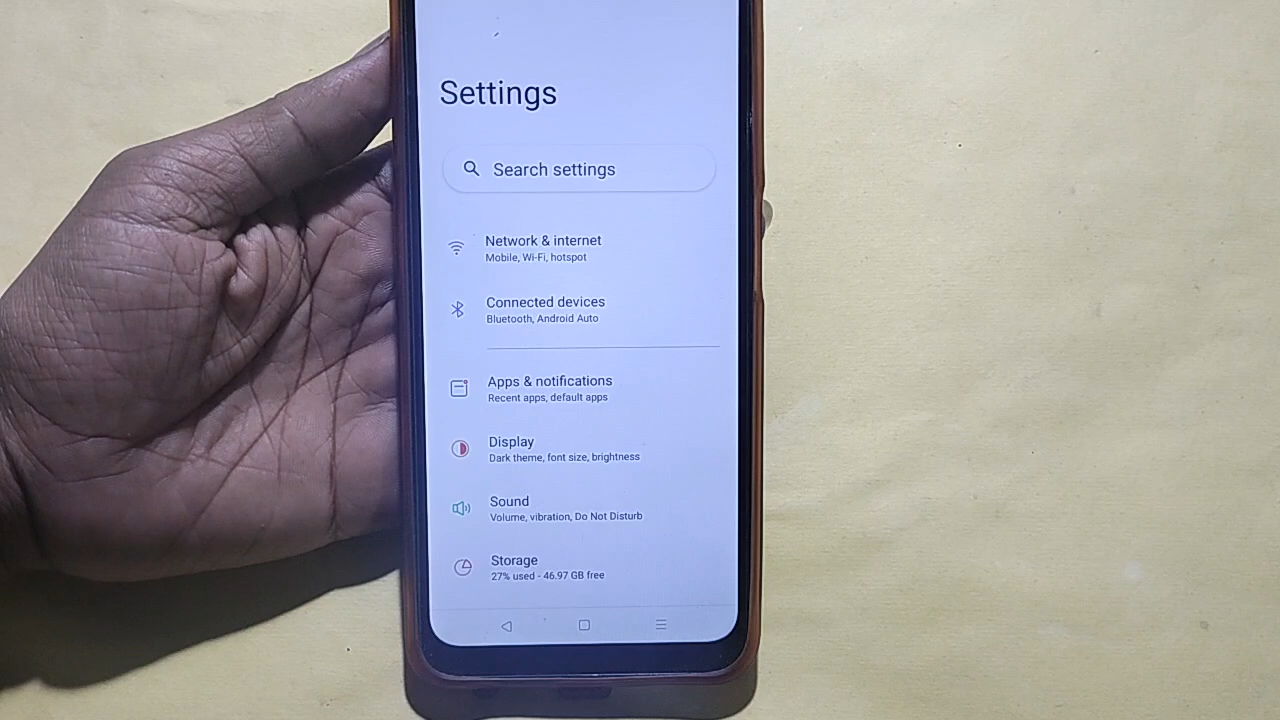 Settings
Search settings
Network & internet
Mobile, Wi-Fi, hotspot
Connected devices
Bluetooth, Android Auto
Apps & notifications
Recent apps, default apps
Display
Dark theme, font size, brightness
Sound
Volume, vibration, Do Not Disturb
Storage
27% used - 46.97 GB free